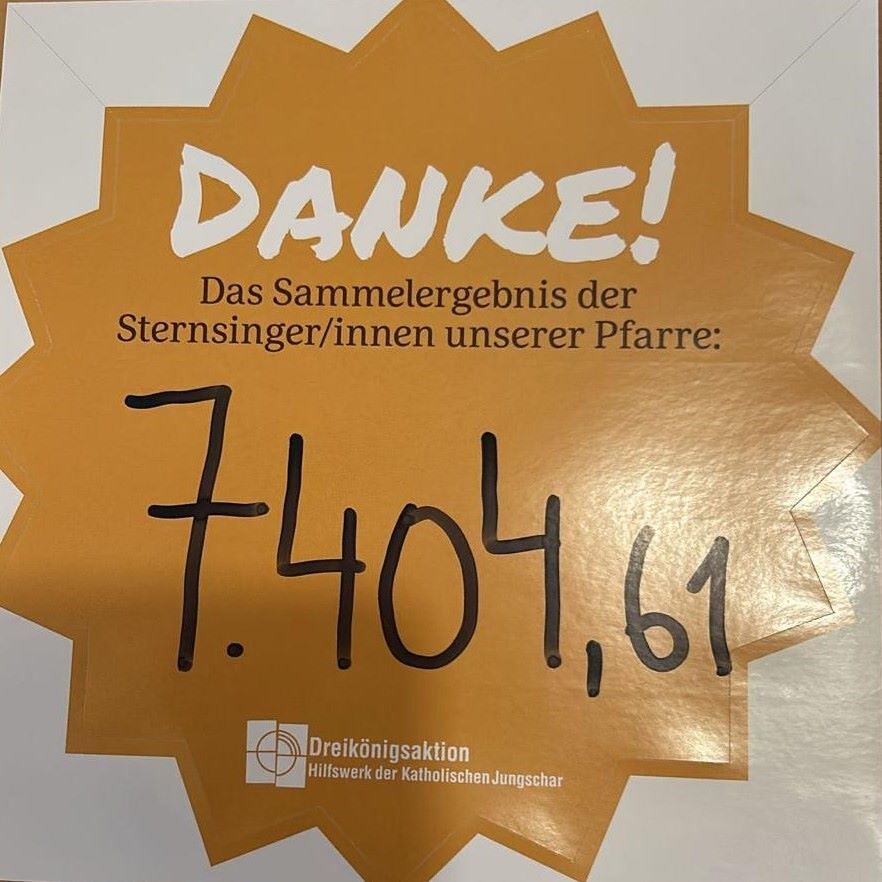 DANKE!
Das Sammelergebnis der
Sternsinger/innen unserer Pfarre:
7.404,61
Dreikönigsaktion
Hilfswerk der Katholischen Jungschar